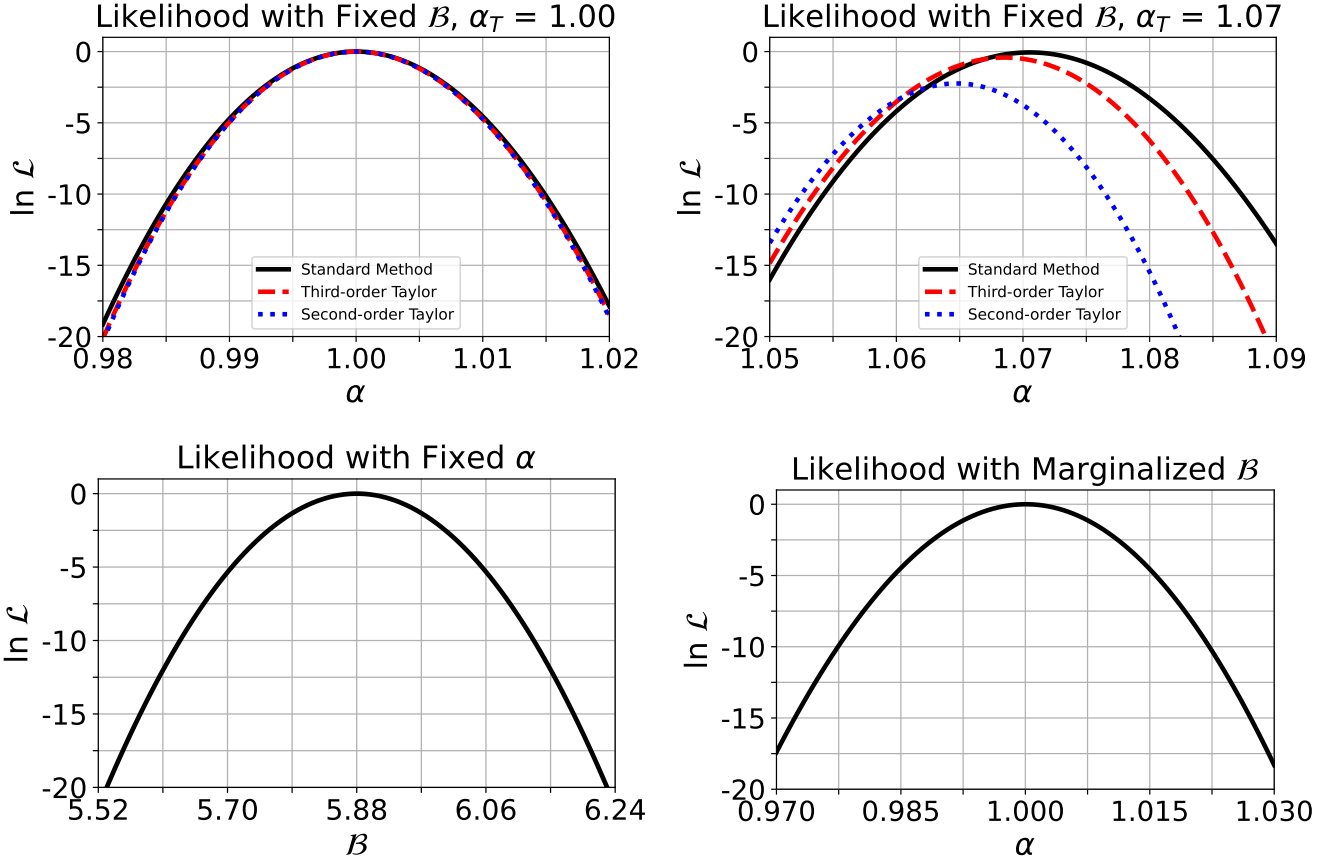 Likelihood with Fixed ℬ, α_T = 1.00
0
-5
-10
-15
-20
ln ℒ
Standard Method
Third-order Taylor
Second-order Taylor
0.98 0.99 1.00 1.01 1.02
α
Likelihood with Fixed ℬ, α_T = 1.07
0
-5
-10
-15
-20
ln ℒ
Standard Method
Third-order Taylor
Second-order Taylor
1.05 1.06 1.07 1.08 1.09
α
Likelihood with Fixed α
0
-5
-10
-15
-20
ln ℒ
5.52 5.70 5.88 6.06 6.24
ℬ
Likelihood with Marginalized ℬ
0
-5
-10
-15
-20
ln ℒ
0.970 0.985 1.000 1.015 1.030
α